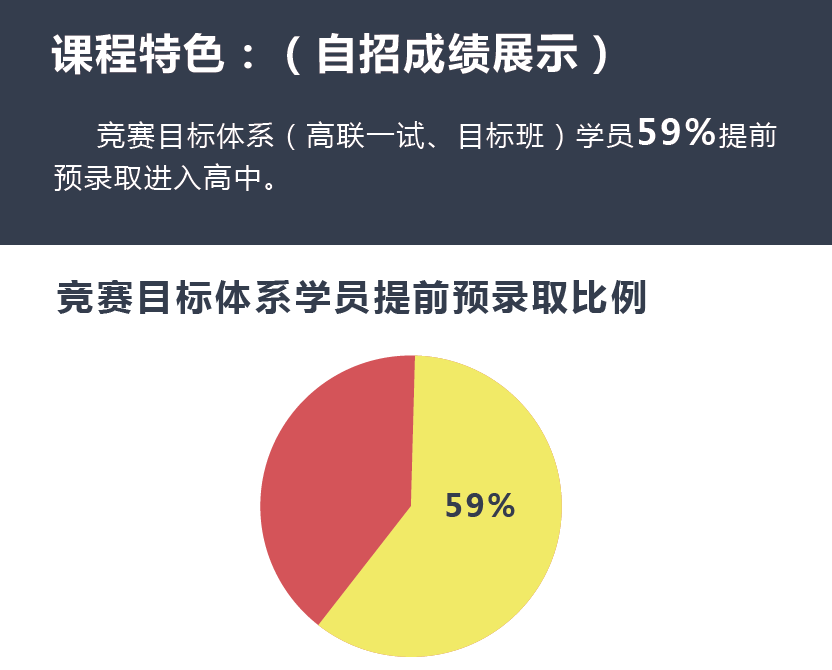 课程特色：（自招成绩展示）
竞赛目标体系（高联一试、目标班）学员59%提前
预录取进入高中。
竞赛目标体系学员提前预录取比例
59%